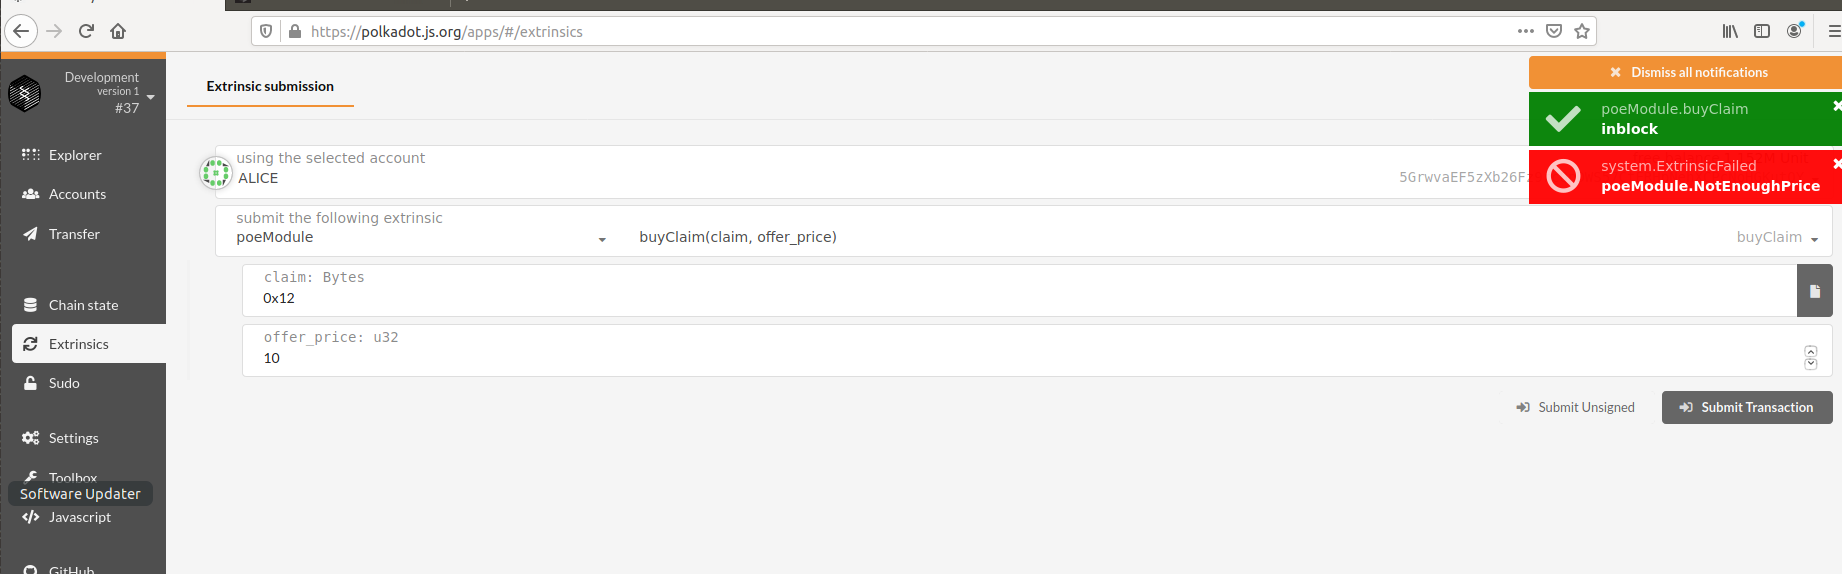 https://polkadot.js.org/apps/#/extrinsics
Development
version 1
#37
Extrinsic submission
Dismiss all notifications
poeModule.buyClaim
inblock
system.ExtrinsicFailed
poeModule.NotEnoughPrice
Explorer
Accounts
Transfer
Chain state
Extrinsics
Sudo
Settings
Toolbox
Software Updater
Javascript
GitHub
using the selected account
ALICE
5GrwvaEF5zXb26F
submit the following extrinsic
poeModule
buyClaim(claim, offer_price)
buyClaim
claim: Bytes
0x12
offer_price: u32
10
Submit Unsigned
Submit Transaction